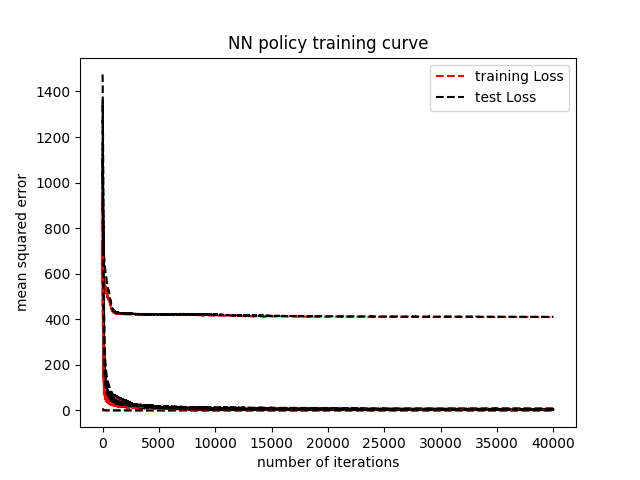 NN policy training curve
training Loss
test Loss
mean squared error
1400
1200
1000
800
600
400
200
0
0 5000 10000 15000 20000 25000 30000 35000 40000
number of iterations